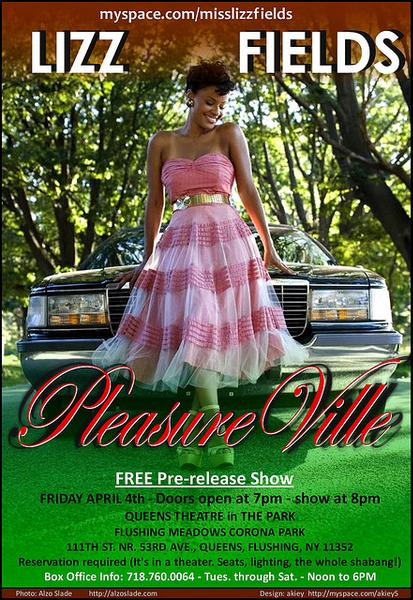 myspace.com/misslizzfields
LIZZ FIELDS
Pleasure Ville
FREE Pre-release Show
FRIDAY APRIL 4th - Doors open at 7pm - show at 8pm
QUEENS THEATRE in THE PARK
FLUSHING MEADOWS CORONA PARK
111TH ST. NR. 53RD AVE., QUEENS, FLUSHING, NY 11352
Reservation required (It's in a theater. Seats, lighting, the whole shabang!)
Box Office Info: 718.760.0064 - Tues. through Sat. - Noon to 6PM
Photo: Alzo Slade http://alzoslade.com Design: akiey http://myspace.com/akiey5